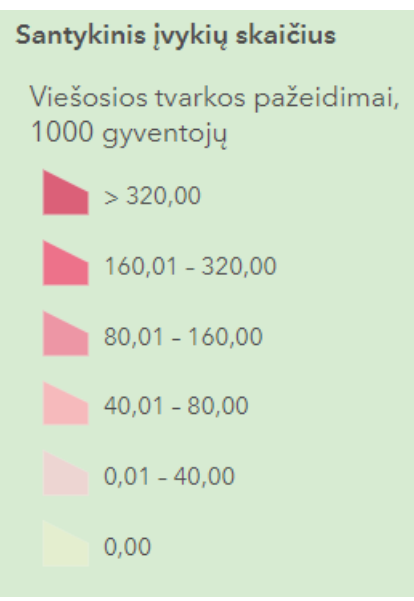 Santykinis įvykių skaičius
Viešosios tvarkos pažeidimai,
1000 gyventojų
> 320,00
160,01 – 320,00
80,01 – 160,00
40,01 – 80,00
0,01 – 40,00
0,00